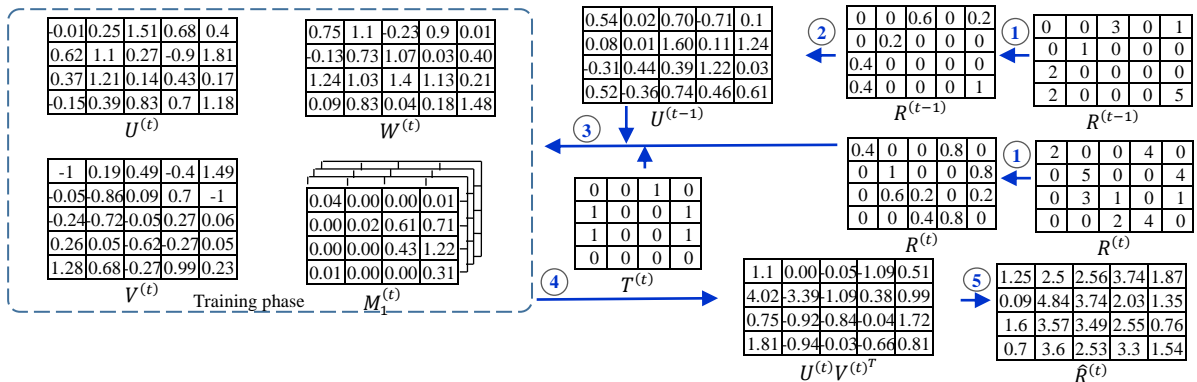 -0.01 0.25 1.51 0.68 0.4
0.62 1.1 0.27 -0.9 1.81
0.37 1.21 0.14 0.43 0.17
-0.15 0.39 0.83 0.7 1.18
U^(t)
0.75 1.1 -0.23 0.9 0.01
-0.13 0.73 1.07 0.03 0.40
1.24 1.03 1.4 1.13 0.21
0.09 0.83 0.04 0.18 1.48
W^(t)
-1 0.19 0.49 -0.4 1.49
-0.05 -0.86 0.09 0.7 -1
-0.24 -0.72 -0.05 0.27 0.06
0.26 0.05 -0.62 -0.27 0.05
1.28 0.68 -0.27 0.99 0.23
V^(t)
0.04 0.00 0.00 0.01
0.00 0.02 0.61 0.71
0.00 0.00 0.43 1.22
0.01 0.00 0.00 0.31
M_1^(t)
Training phase
0.54 0.02 0.70 -0.71 0.1
0.08 0.01 1.60 0.11 1.24
-0.31 0.44 0.39 1.22 0.03
0.52 -0.36 0.74 0.46 0.61
U^(t-1)
2
0 0 0.6 0 0.2
0 0.2 0 0 0
0.4 0 0 0 0
0.4 0 0 0 1
R^(t-1)
1
0 0 3 0 1
0 1 0 0 0
2 0 0 0 0
2 0 0 0 5
R^(t-1)
3
0 0 1 0
1 0 0 1
1 0 0 1
0 0 0 0
T^(t)
0.4 0 0 0.8 0
0 1 0 0 0.8
0 0.6 0.2 0 0.2
0 0 0.4 0.8 0
R^(t)
1
2 0 0 4 0
0 5 0 0 4
0 3 1 0 1
0 0 2 4 0
R^(t)
4
1.1 0.00 -0.05 -1.09 0.51
4.02 -3.39 -1.09 0.38 0.99
0.75 -0.92 -0.84 -0.04 1.72
1.81 -0.94 -0.03 -0.66 0.81
U^(t)V^(t)^T
5
1.25 2.5 2.56 3.74 1.87
0.09 4.84 3.74 2.03 1.35
1.6 3.57 3.49 2.55 0.76
0.7 3.6 2.53 3.3 1.54
R̂^(t)